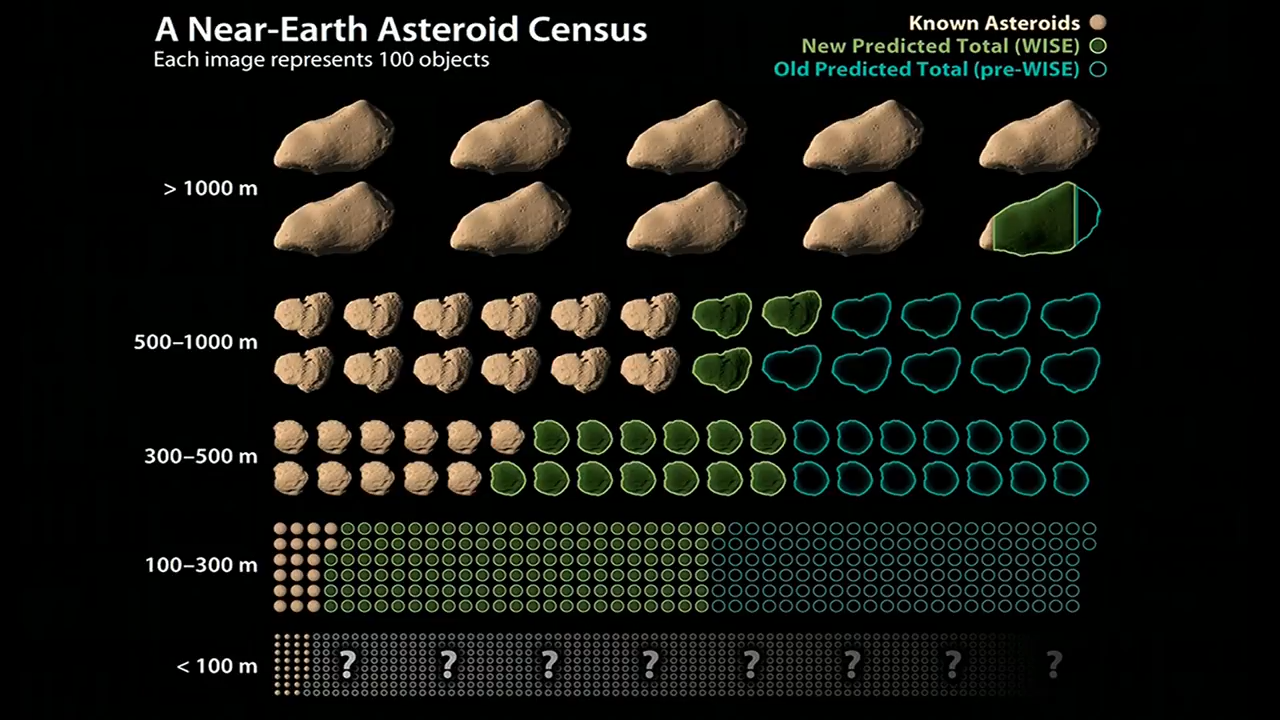 A Near-Earth Asteroid Census
Each image represents 100 objects
Known Asteroids
New Predicted Total (WISE)
Old Predicted Total (pre-WISE)
> 1000 m
500–1000 m
300–500 m
100–300 m
< 100 m
? ? ? ? ? ? ? ?